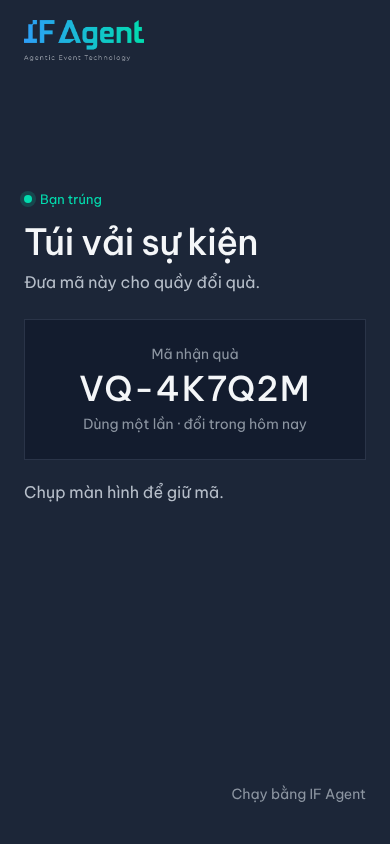 IF Agent
Agentic Event Technology
Bạn trúng
Túi vải sự kiện
Đưa mã này cho quầy đổi quà.
Mã nhận quà
VQ-4K7Q2M
Dùng một lần · đổi trong hôm nay
Chụp màn hình để giữ mã.
Chạy bằng IF Agent